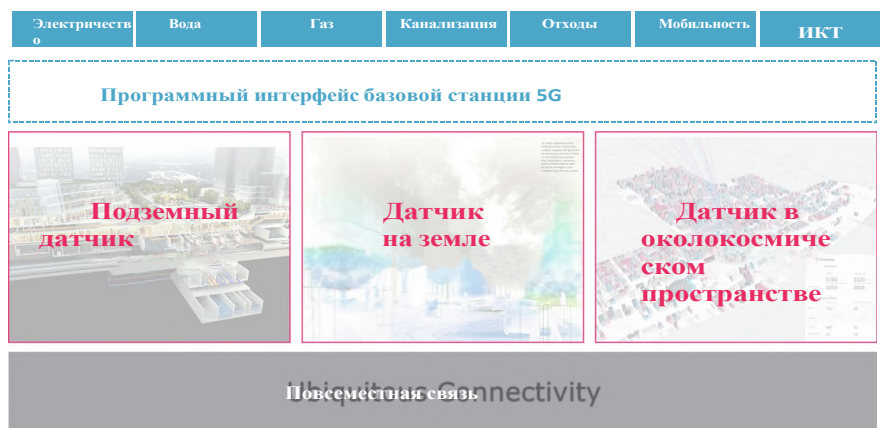 Электричеств
о
Вода
Газ
Канализация
Отходы
Мобильность
ИКТ
Программный интерфейс базовой станции 5G
Подземный
датчик
Датчик
на земле
Датчик в
околокосмиче
ском
пространстве
Ubiquitous Connectivity
Повсеместная связь